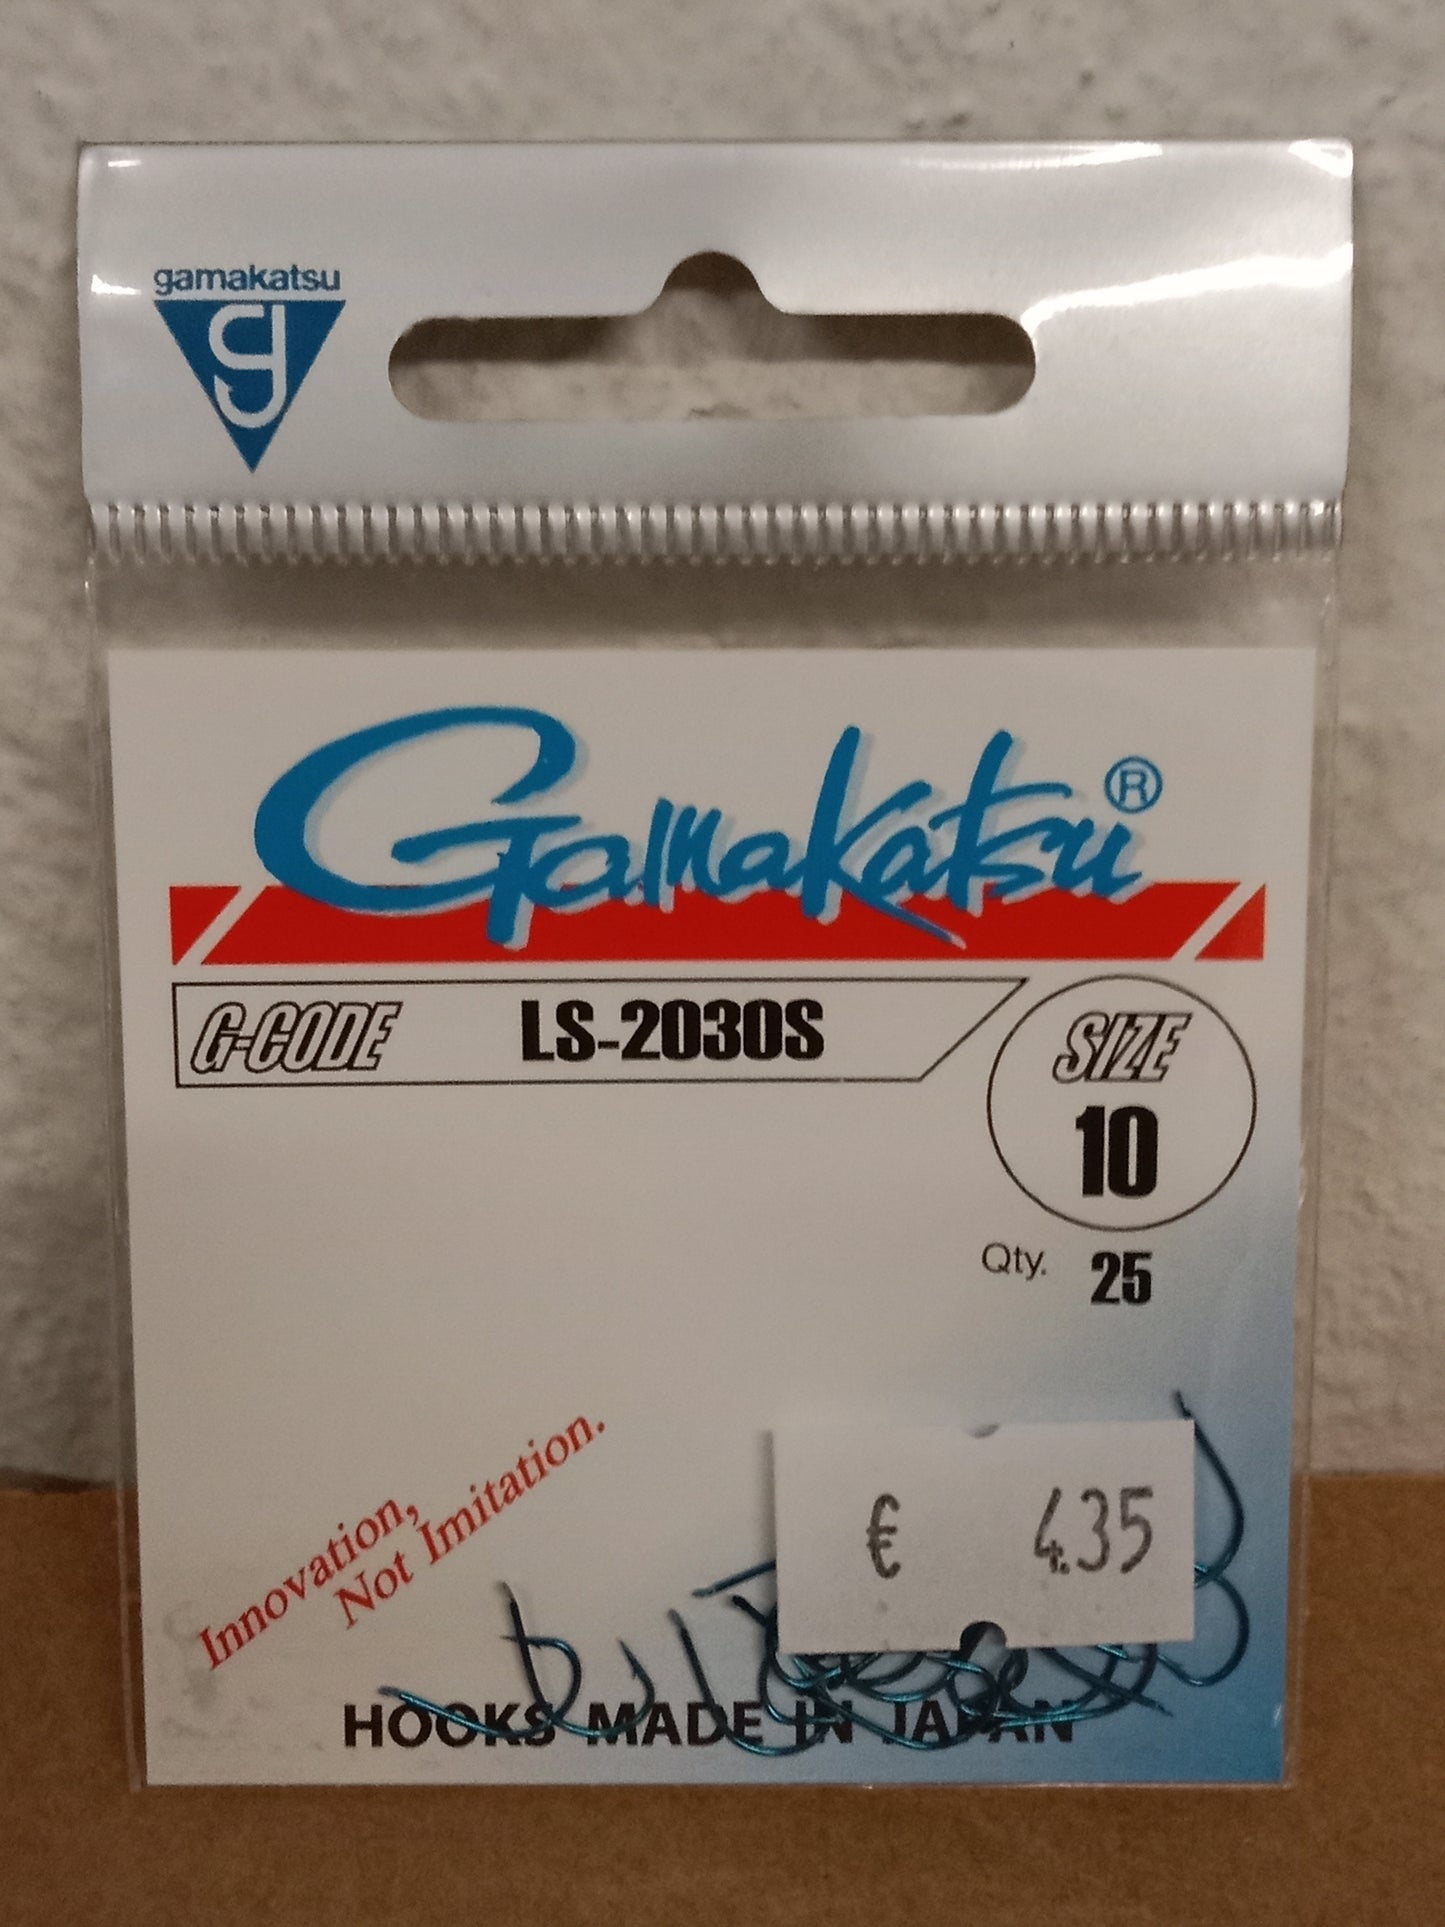 gamakatsu
g
Gamakatsu®
G-CODE LS-2030S
SIZE
10
Qty. 25
€ 4.35
Innovation,
Not Imitation.
HOOKS MADE IN JAPAN